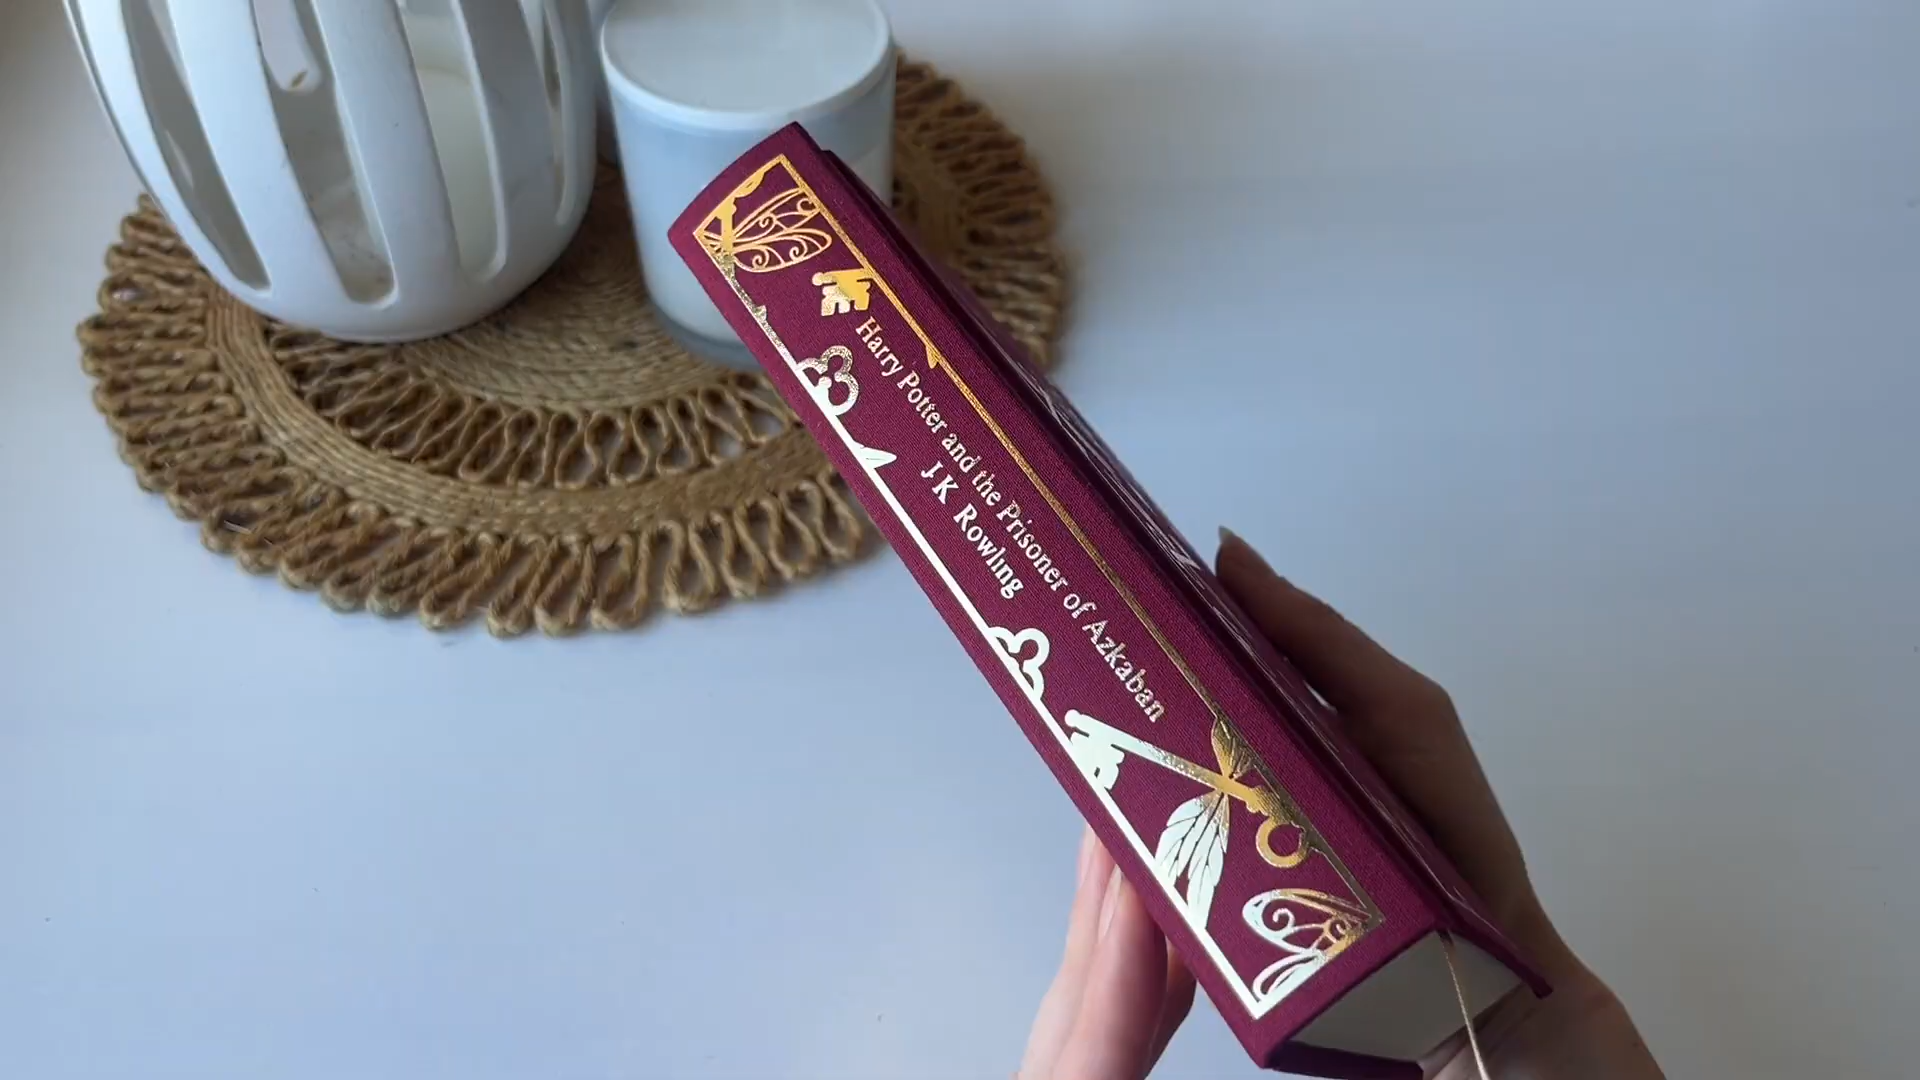 Harry Potter and the Prisoner of Azkaban
J K Rowling